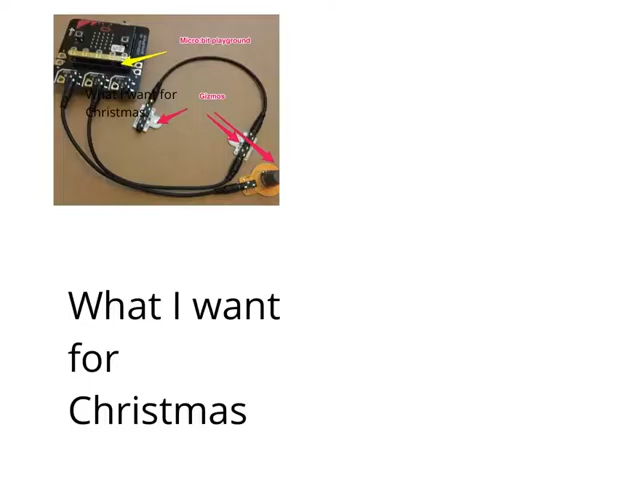 Micro:bit playground
What I want for
Christmas
Gizmos
What I want
for
Christmas